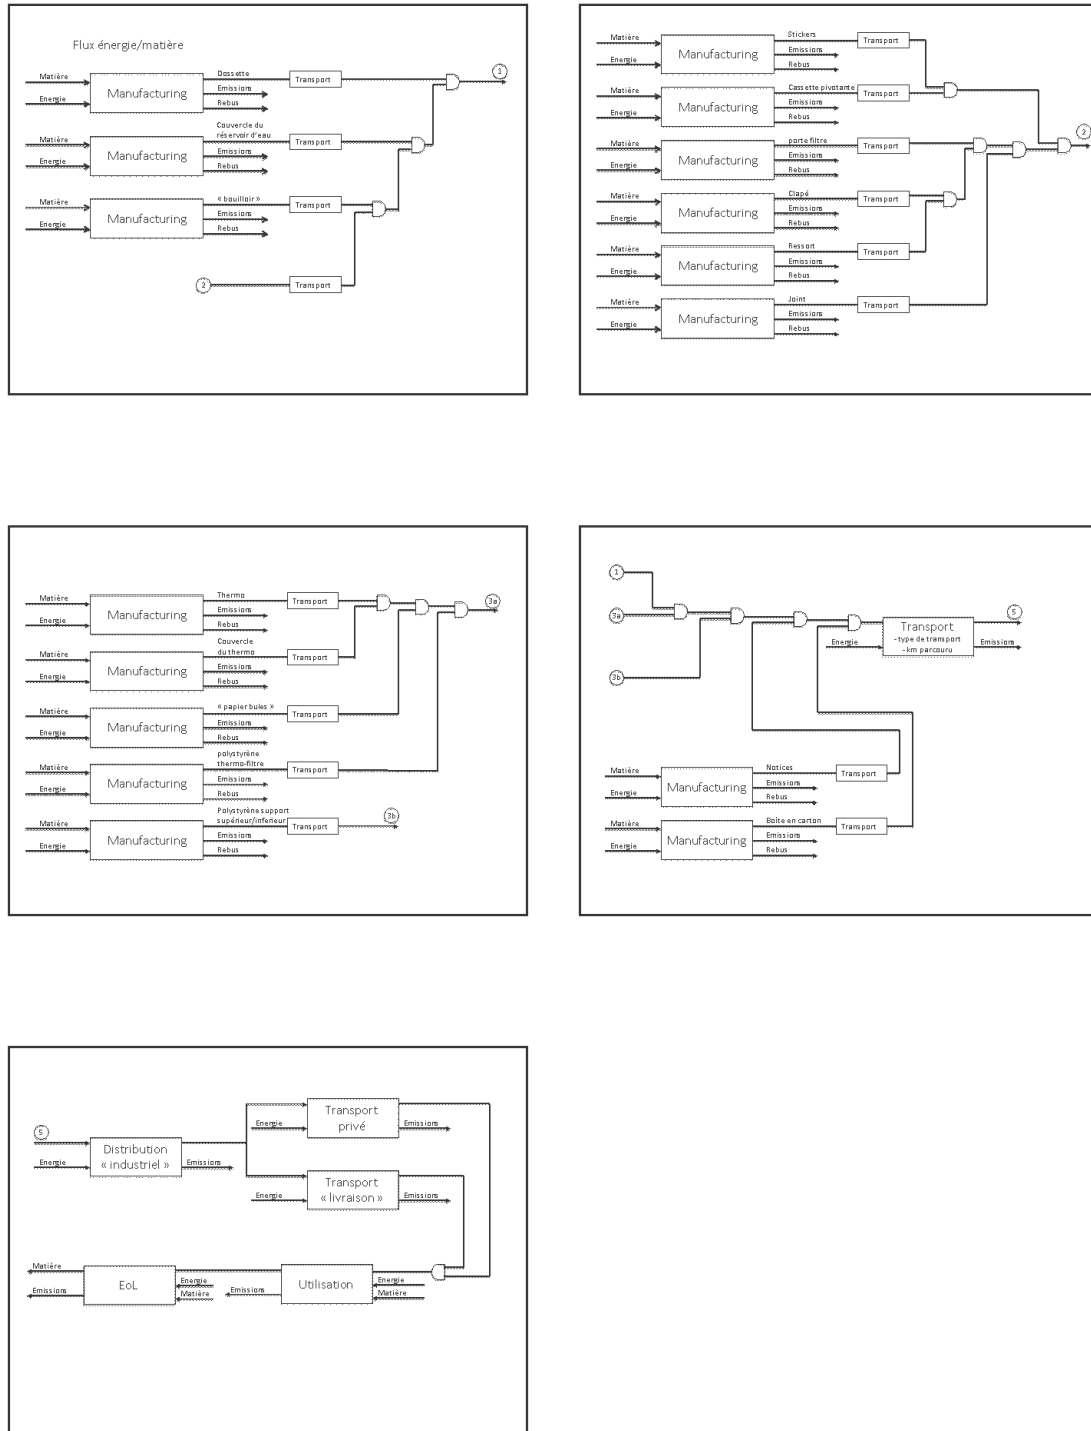 Flux énergie/matière
Matière
Energie
Manufacturing
Dossette
Emissions
Rebus
Transport
1
Matière
Energie
Manufacturing
Couvercle du
réservoir d'eau
Emissions
Rebus
Transport
Matière
Energie
Manufacturing
« bouilloir »
Emissions
Rebus
Transport
2
Transport
Matière
Energie
Manufacturing
Stickers
Emissions
Rebus
Transport
Matière
Energie
Manufacturing
Cassette pivotante
Emissions
Rebus
Transport
2
Matière
Energie
Manufacturing
porte filtre
Emissions
Rebus
Transport
Matière
Energie
Manufacturing
Clapé
Emissions
Rebus
Transport
Matière
Energie
Manufacturing
Ressort
Emissions
Rebus
Transport
Matière
Energie
Manufacturing
Joint
Emissions
Rebus
Transport
Matière
Energie
Manufacturing
Thermo
Emissions
Rebus
Transport
3a
Matière
Energie
Manufacturing
Couvercle
du thermo
Emissions
Rebus
Transport
Matière
Energie
Manufacturing
« papier bules »
Emissions
Rebus
Transport
Matière
Energie
Manufacturing
polystyrène
thermo-filtre
Emissions
Rebus
Transport
Matière
Energie
Manufacturing
Polystyrène support
supérieur/inferieur
Emissions
Rebus
Transport
3b
1
3a
3b
Energie
Transport
- type de transport
- km parcouru
5
Emissions
Matière
Energie
Manufacturing
Notices
Emissions
Rebus
Transport
Matière
Energie
Manufacturing
Boîte en carton
Emissions
Rebus
Transport
5
Energie
Distribution
« industriel »
Emissions
Energie
Transport
privé
Emissions
Energie
Transport
« livraison »
Emissions
Matière
Emissions
EoL
Energie
Matière
Emissions
Utilisation
Energie
Matière